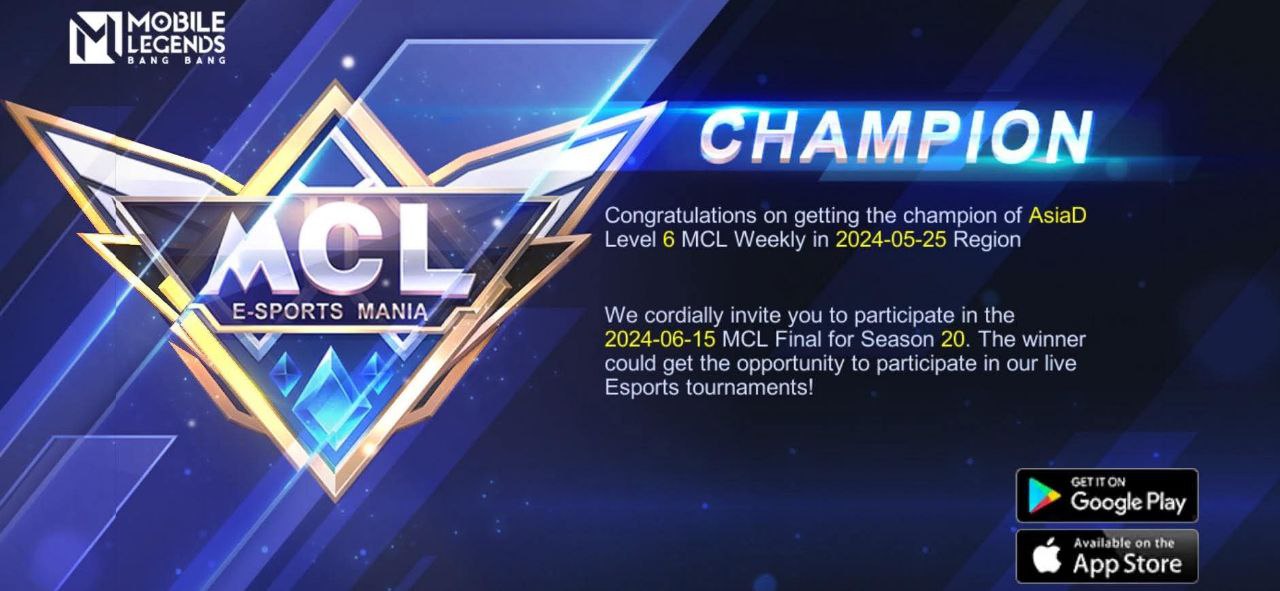 MOBILE
LEGENDS
BANG BANG
CHAMPION
MCL
E-SPORTS MANIA
Congratulations on getting the champion of AsiaD
Level 6 MCL Weekly in 2024-05-25 Region
We cordially invite you to participate in the
2024-06-15 MCL Final for Season 20. The winner
could get the opportunity to participate in our live
Esports tournaments!
GET IT ON
Google Play
Available on the
App Store